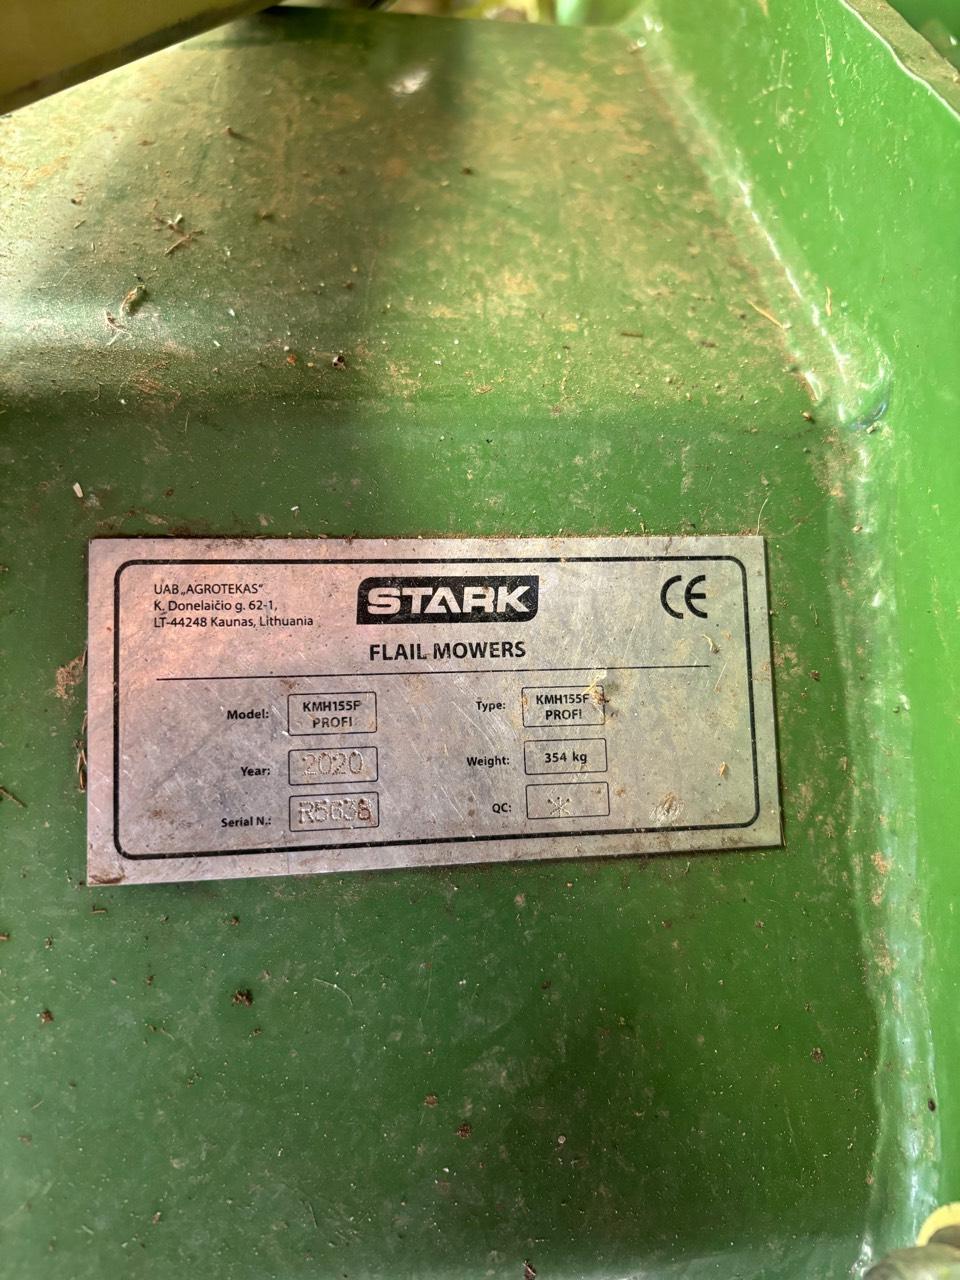 UAB „AGROTEKAS“
K. Donelaičio g. 62-1,
LT-44248 Kaunas, Lithuania
STARK
CE
FLAIL MOWERS
Model: KMH155F PROFI
Type: KMH155F PROFI
Year: 2020
Weight: 354 kg
Serial N.: R5638
QC: